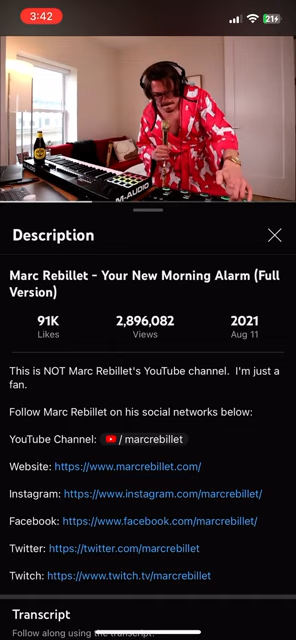 3:42
21
M-AUDIO
Description
Marc Rebillet - Your New Morning Alarm (Full
Version)
91K
2,896,082
2021
Likes
Views
Aug 11
This is NOT Marc Rebillet's YouTube channel. I'm just a
fan.
Follow Marc Rebillet on his social networks below:
YouTube Channel: / marcrebillet
Website: https://www.marcrebillet.com/
Instagram: https://www.instagram.com/marcrebillet/
Facebook: https://www.facebook.com/marcrebillet/
Twitter: https://twitter.com/marcrebillet
Twitch: https://www.twitch.tv/marcrebillet
Transcript
Follow along using the transcript.